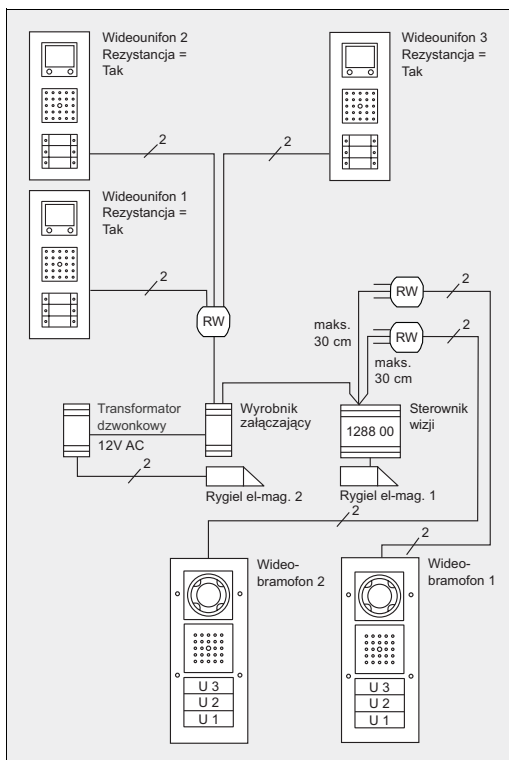 Wideounifon 2
Rezystancja =
Tak
2
Wideounifon 3
Rezystancja =
Tak
2
Wideounifon 1
Rezystancja =
Tak
2
RW
RW
2
maks.
30 cm
RW
2
maks.
30 cm
Transformator
dzwonkowy
12V AC
2
Wyrobnik
załączający
1288 00
Sterownik
wizji
Rygiel el-mag. 2
Rygiel el-mag. 1
2
2
Wideo-
bramofon 2
U 3
U 2
U 1
Wideo-
bramofon 1
U 3
U 2
U 1